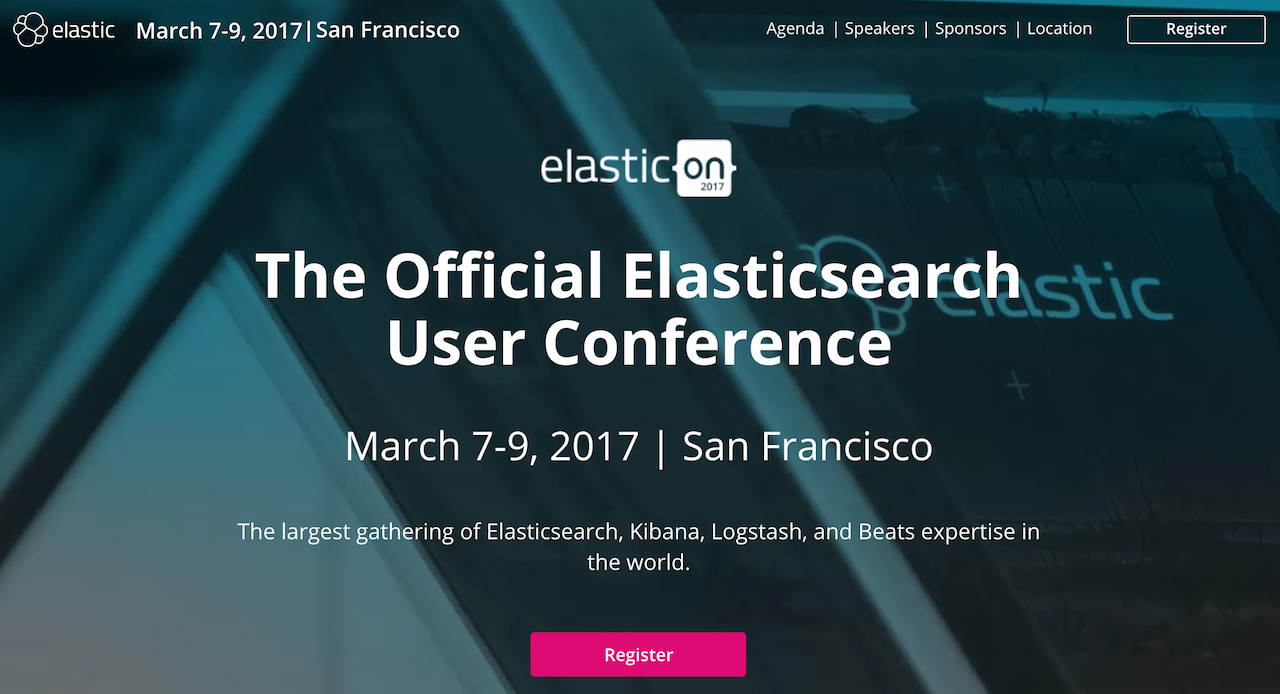 elastic March 7-9, 2017|San Francisco Agenda | Speakers | Sponsors | Location Register
elastic{on} 2017
elastic
The Official Elasticsearch
User Conference
March 7-9, 2017 | San Francisco
The largest gathering of Elasticsearch, Kibana, Logstash, and Beats expertise in
the world.
Register